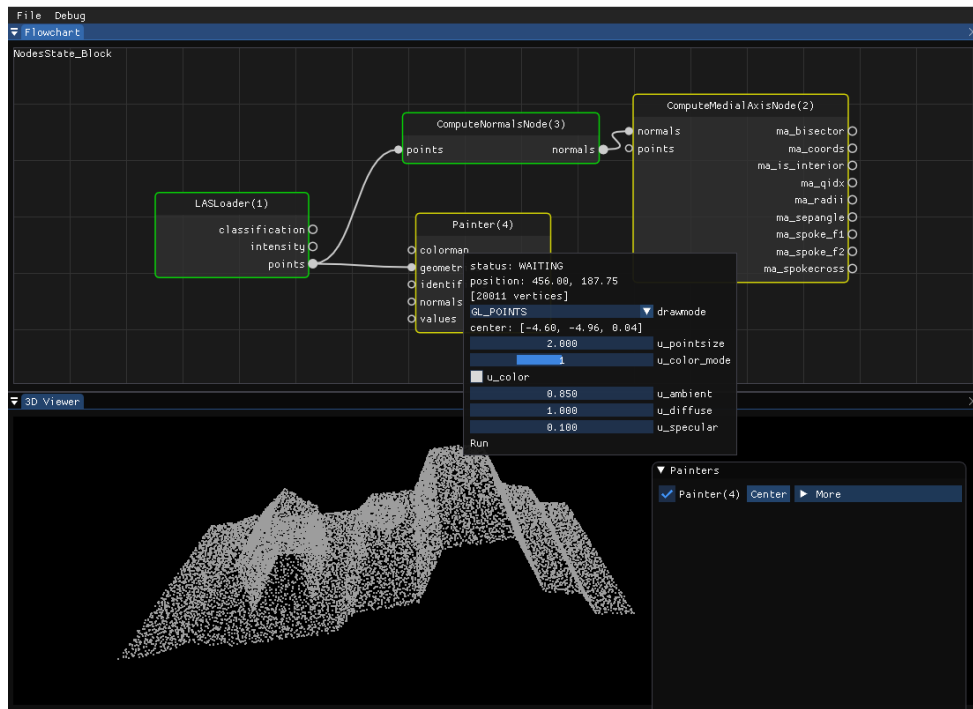 File Debug
Flowchart
NodesState_Block
ComputeMedialAxisNode(2)
normals
points
ma_bisector
ma_coords
ma_is_interior
ma_qidx
ma_radii
ma_sepangle
ma_spoke_f1
ma_spoke_f2
ma_spokecross
ComputeNormalsNode(3)
points normals
LASLoader(1)
classification
intensity
points
Painter(4)
colormap
geometr
identif
normals
values
status: WAITING
position: 456.00, 187.75
[20011 vertices]
GL_POINTS drawmode
center: [-4.60, -4.96, 0.04]
2.000 u_pointsize
1 u_color_mode
u_color
0.850 u_ambient
1.000 u_diffuse
0.100 u_specular
Run
3D Viewer
Painters
Painter(4) Center More